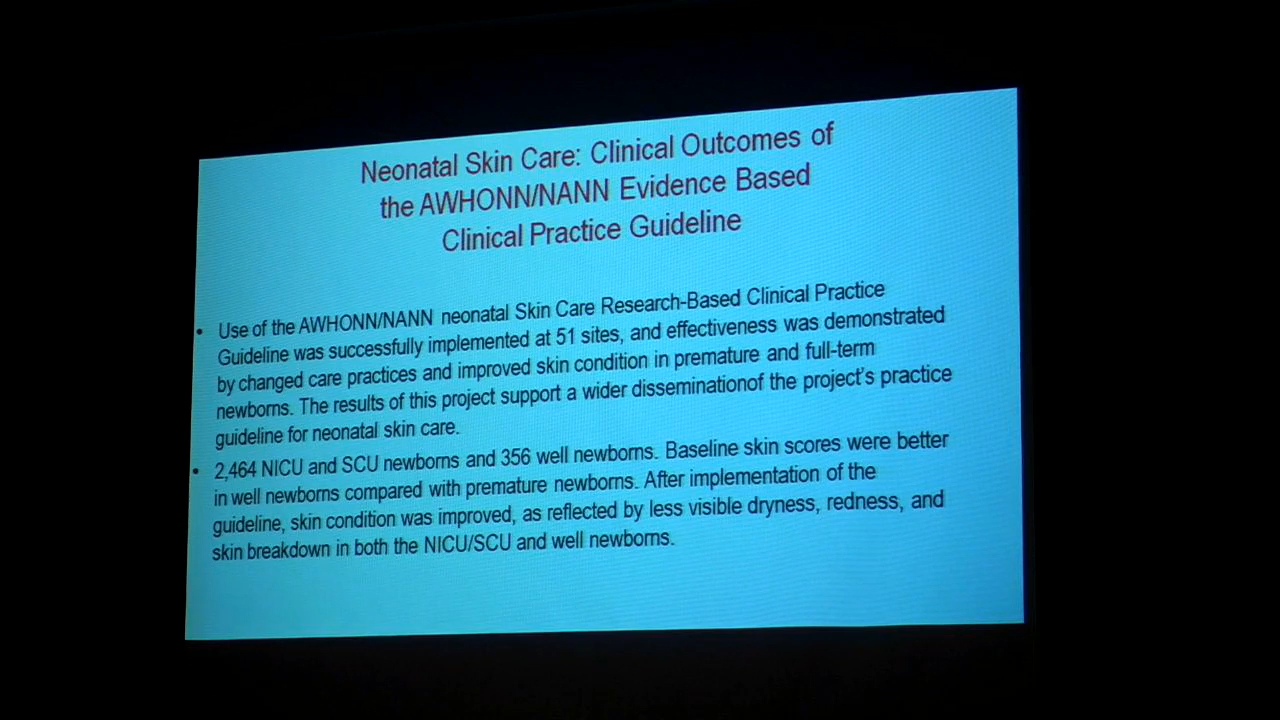 Neonatal Skin Care: Clinical Outcomes of
the AWHONN/NANN Evidence Based
Clinical Practice Guideline
• Use of the AWHONN/NANN neonatal Skin Care Research-Based Clinical Practice
Guideline was successfully implemented at 51 sites, and effectiveness was demonstrated
by changed care practices and improved skin condition in premature and full-term
newborns. The results of this project support a wider disseminationof the project's practice
guideline for neonatal skin care.
• 2,464 NICU and SCU newborns and 356 well newborns. Baseline skin scores were better
in well newborns compared with premature newborns. After implementation of the
guideline, skin condition was improved, as reflected by less visible dryness, redness, and
skin breakdown in both the NICU/SCU and well newborns.